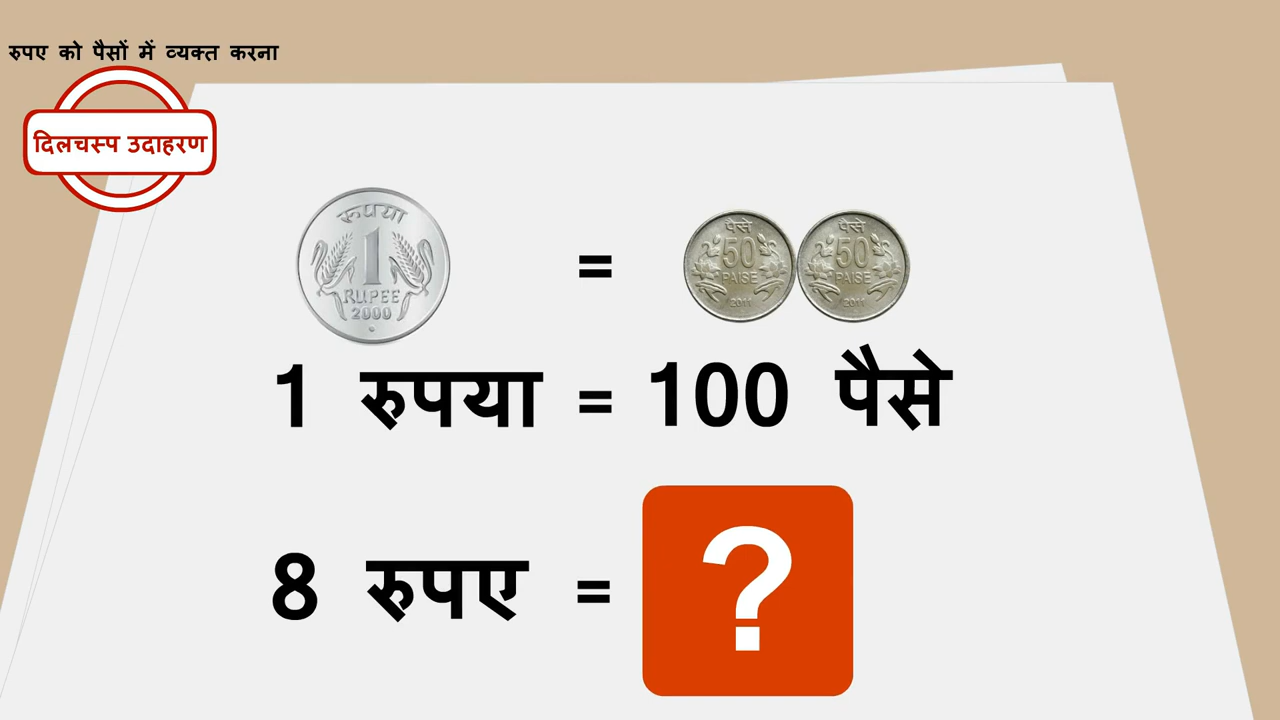 रुपए को पैसों में व्यक्त करना
दिलचस्प उदाहरण
रूपया
1
RUPEE
2000
=
पैसे
50
PAISE
2011
पैसे
50
PAISE
2011
1 रुपया = 100 पैसे
8 रुपए = ?